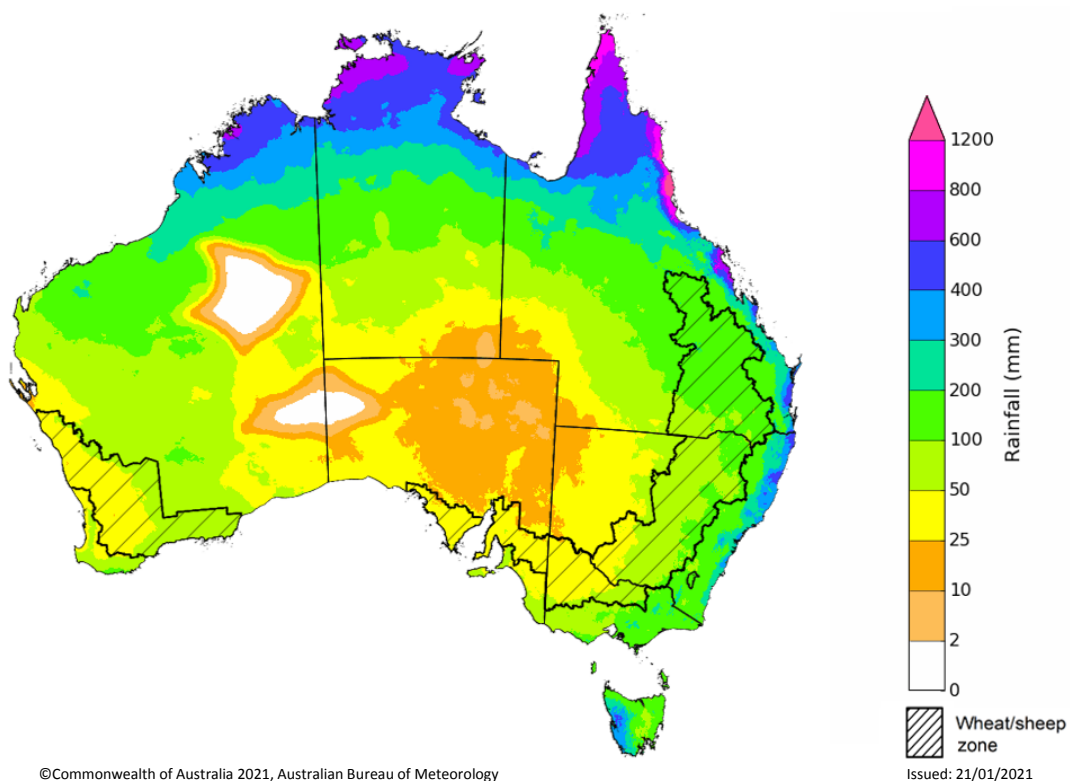 1200
800
600
400
300
200
100
50
25
10
2
0
Rainfall (mm)
Wheat/sheep
zone
©Commonwealth of Australia 2021, Australian Bureau of Meteorology
Issued: 21/01/2021